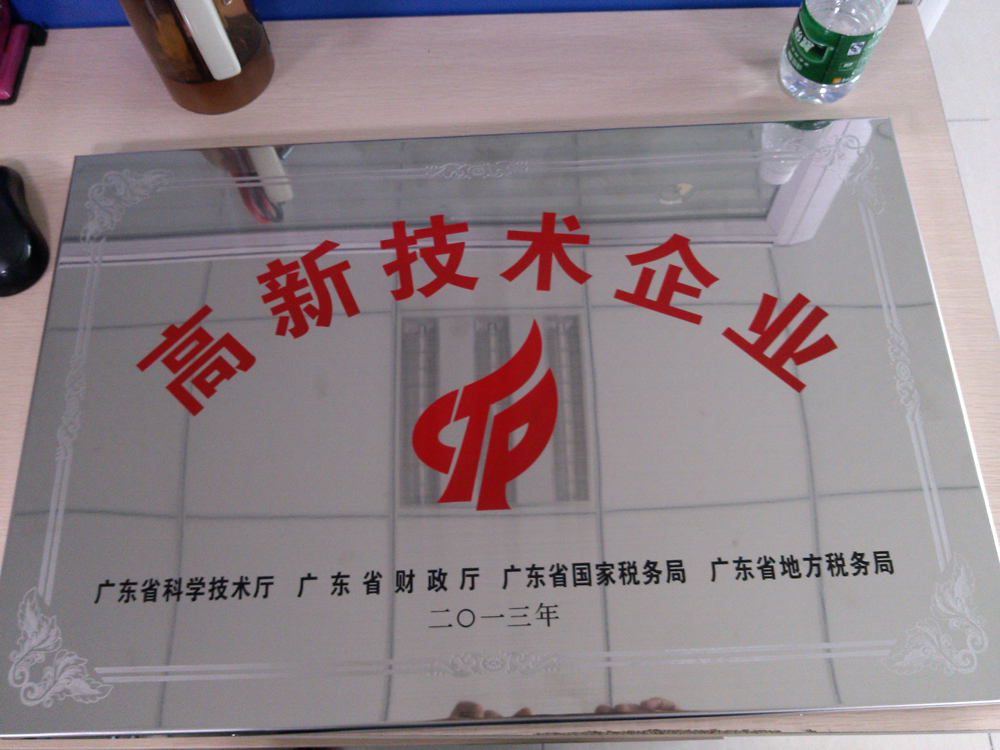 高新技术企业
广东省科学技术厅 广东省财政厅 广东省国家税务局 广东省地方税务局
二〇一三年